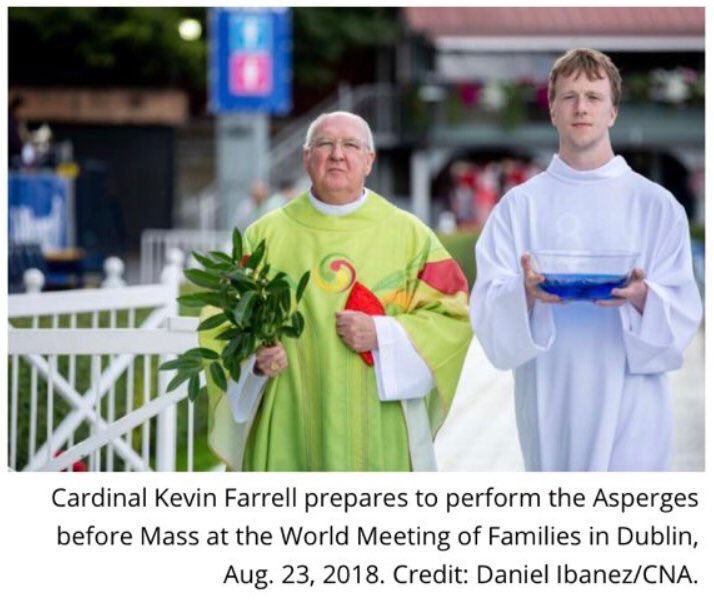 Cardinal Kevin Farrell prepares to perform the Asperges
before Mass at the World Meeting of Families in Dublin,
Aug. 23, 2018. Credit: Daniel Ibanez/CNA.